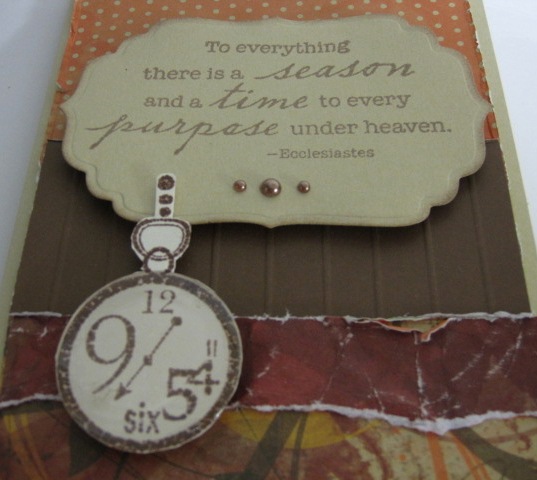 To everything
there is a season
and a time to every
purpose under heaven.
—Ecclesiastes
12
9
six
5